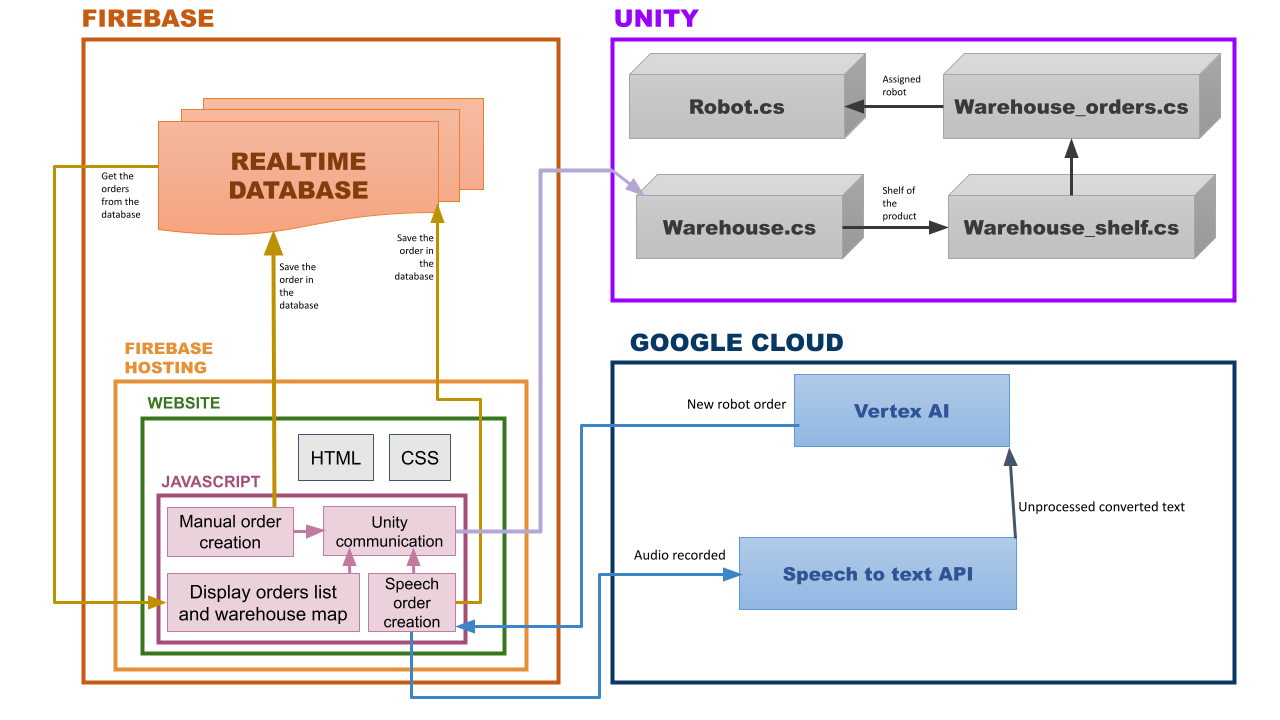 FIREBASE
REALTIME
DATABASE
Get the
orders
from the
database
Save the
order in
the
database
Save the
order in
the
database
FIREBASE
HOSTING
WEBSITE
HTML
CSS
JAVASCRIPT
Manual order
creation
Unity
communication
Display orders list
and warehouse map
Speech
order
creation
UNITY
Robot.cs
Assigned
robot
Warehouse_orders.cs
Warehouse.cs
Shelf of
the
product
Warehouse_shelf.cs
GOOGLE CLOUD
New robot order
Vertex AI
Unprocessed converted text
Audio recorded
Speech to text API